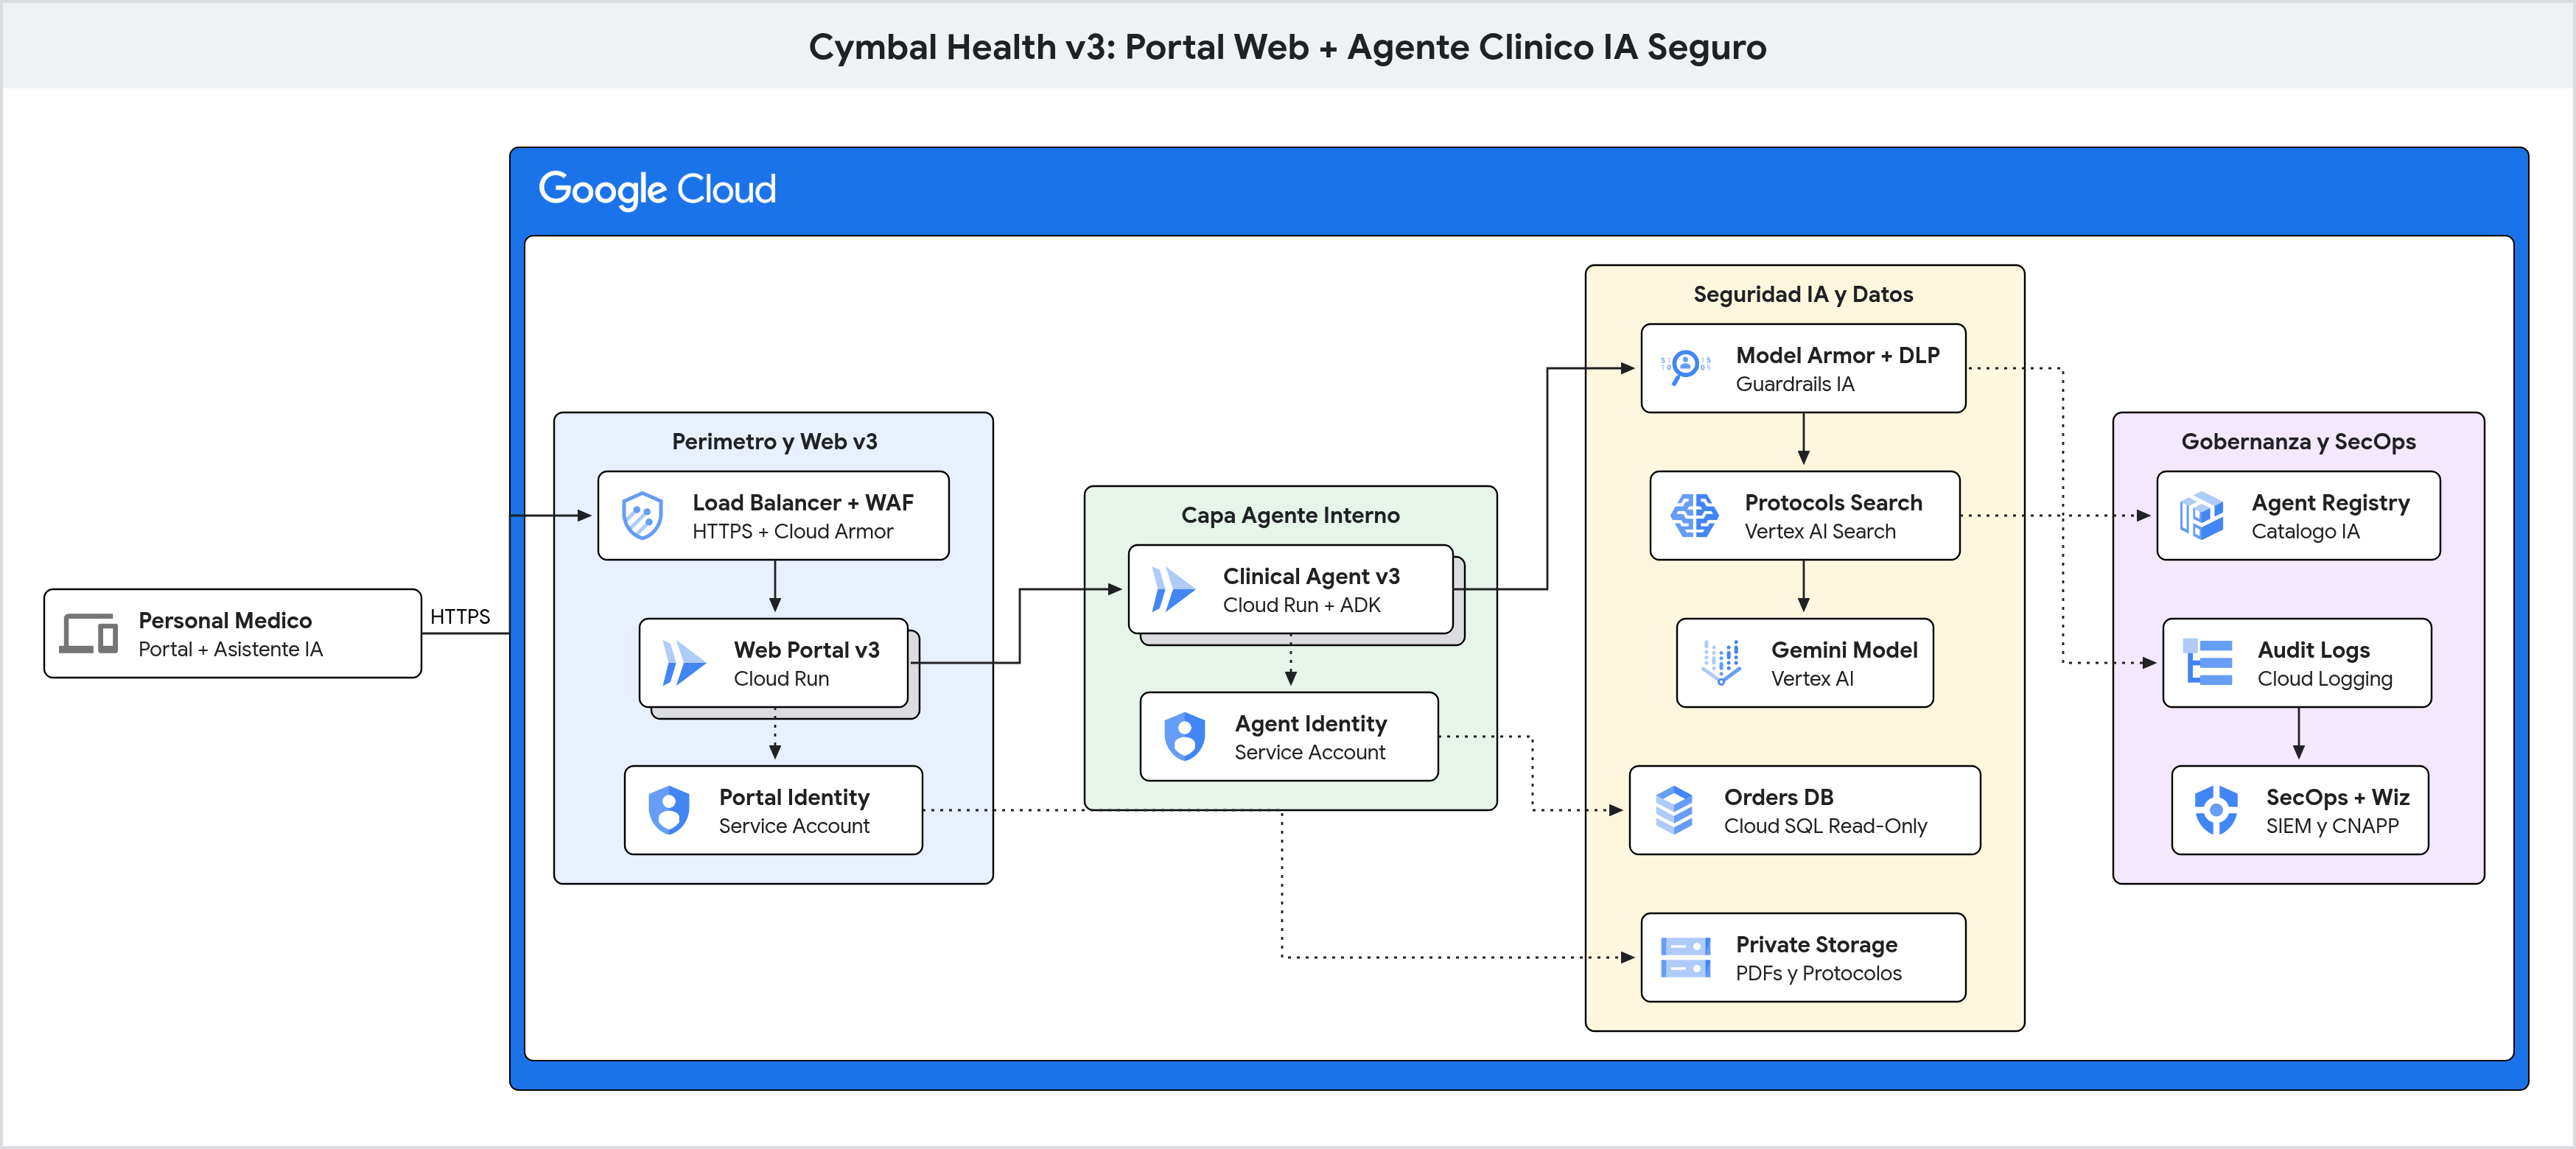 Cymbal Health v3: Portal Web + Agente Clinico IA Seguro
Google Cloud
Personal Medico
Portal + Asistente IA
HTTPS
Perimetro y Web v3
Load Balancer + WAF
HTTPS + Cloud Armor
Web Portal v3
Cloud Run
Portal Identity
Service Account
Capa Agente Interno
Clinical Agent v3
Cloud Run + ADK
Agent Identity
Service Account
Seguridad IA y Datos
Model Armor + DLP
Guardrails IA
Protocols Search
Vertex AI Search
Gemini Model
Vertex AI
Orders DB
Cloud SQL Read-Only
Private Storage
PDFs y Protocolos
Gobernanza y SecOps
Agent Registry
Catalogo IA
Audit Logs
Cloud Logging
SecOps + Wiz
SIEM y CNAPP